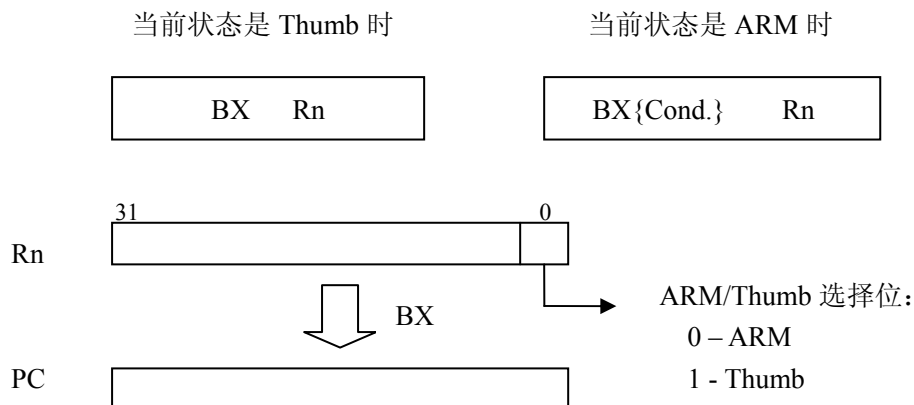 当前状态是 Thumb 时
当前状态是 ARM 时
BX Rn
BX{Cond.} Rn
31 0
Rn
BX
ARM/Thumb 选择位:
0 – ARM
1 - Thumb
PC